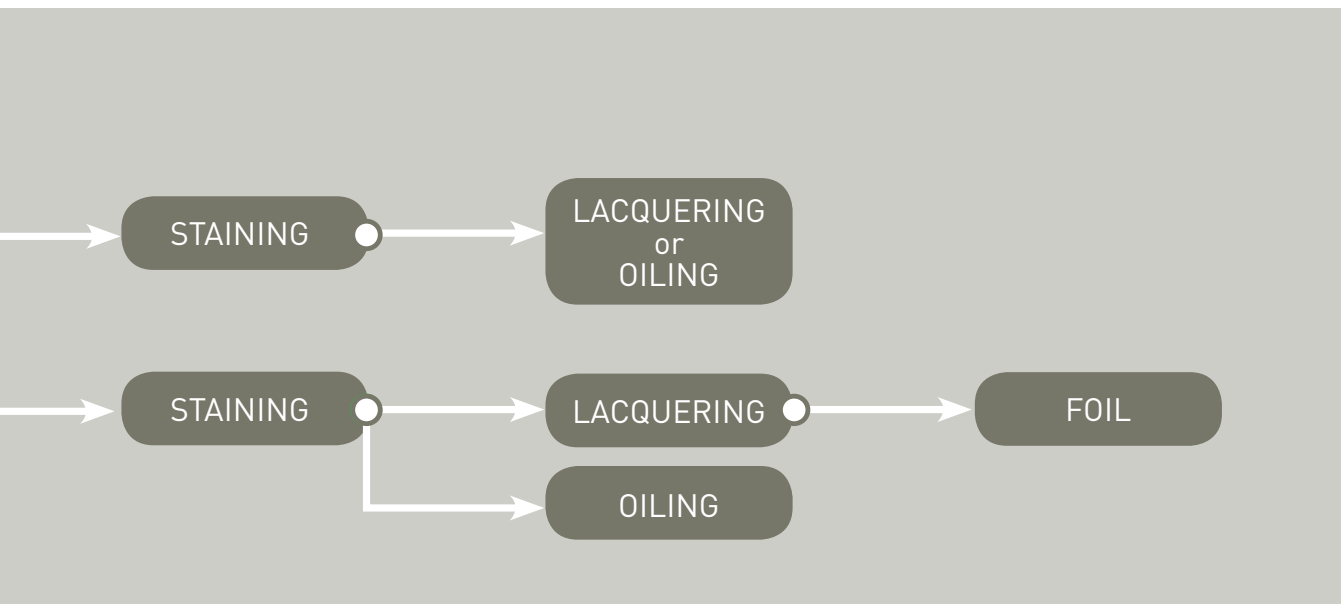 STAINING
LACQUERING
or
OILING
STAINING
LACQUERING
FOIL
OILING